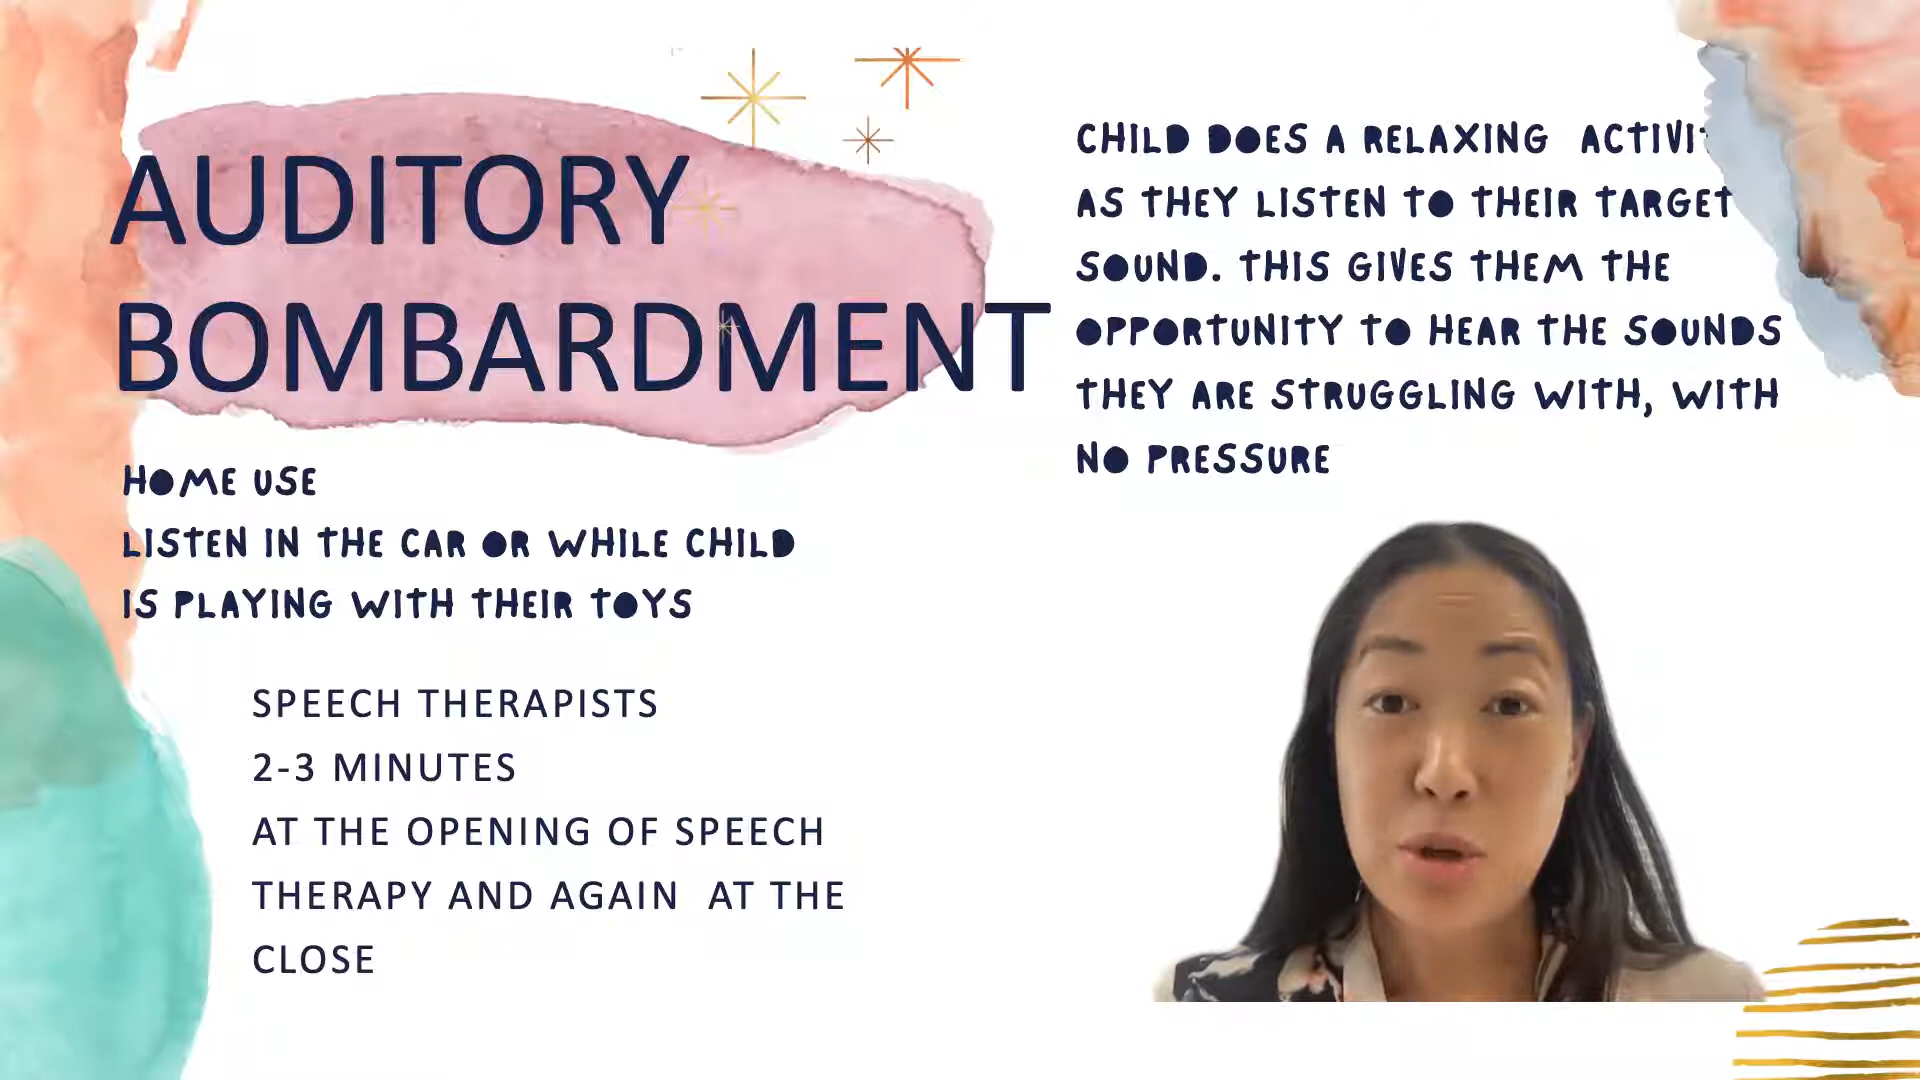 AUDITORY
BOMBARDMENT
HOME USE
LISTEN IN THE CAR OR WHILE CHILD
IS PLAYING WITH THEIR TOYS
SPEECH THERAPISTS
2-3 MINUTES
AT THE OPENING OF SPEECH
THERAPY AND AGAIN AT THE
CLOSE
CHILD DOES A RELAXING
AS THEY LISTEN TO THEIR TARGET
SOUND. THIS GIVES THEM THE
OPPORTUNITY TO HEAR THE SOUNDS
THEY ARE STRUGGLING WITH, WITH
NO PRESSURE